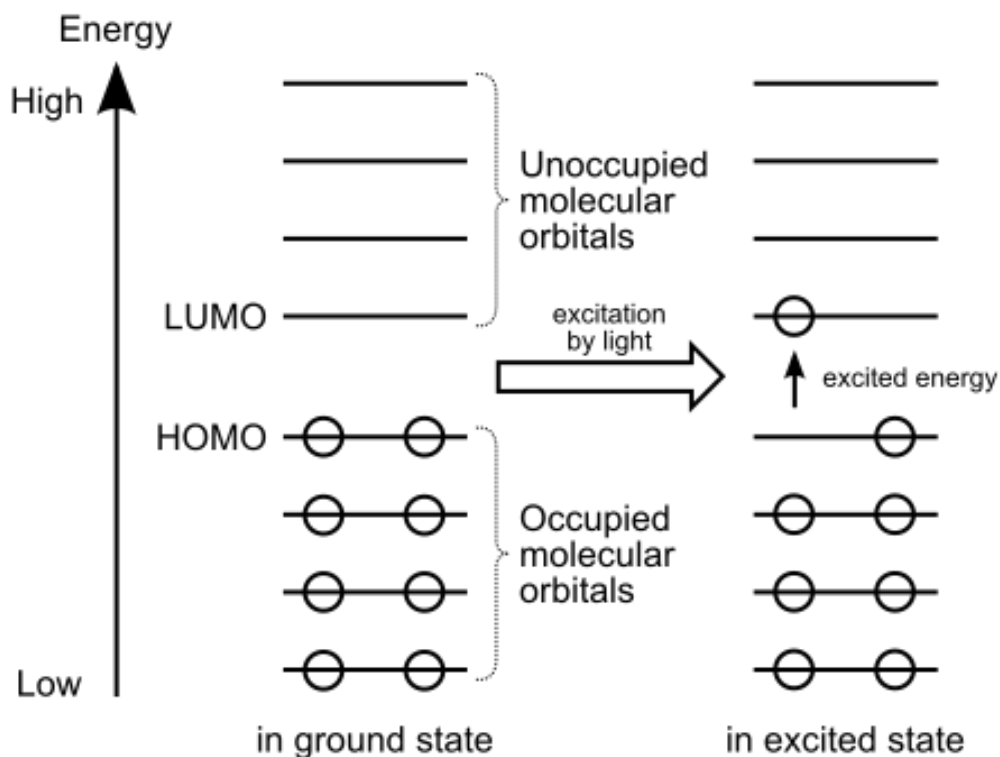 Energy
High
Unoccupied
molecular
orbitals
LUMO
excitation
by light
excited energy
HOMO
Occupied
molecular
orbitals
Low
in ground state
in excited state